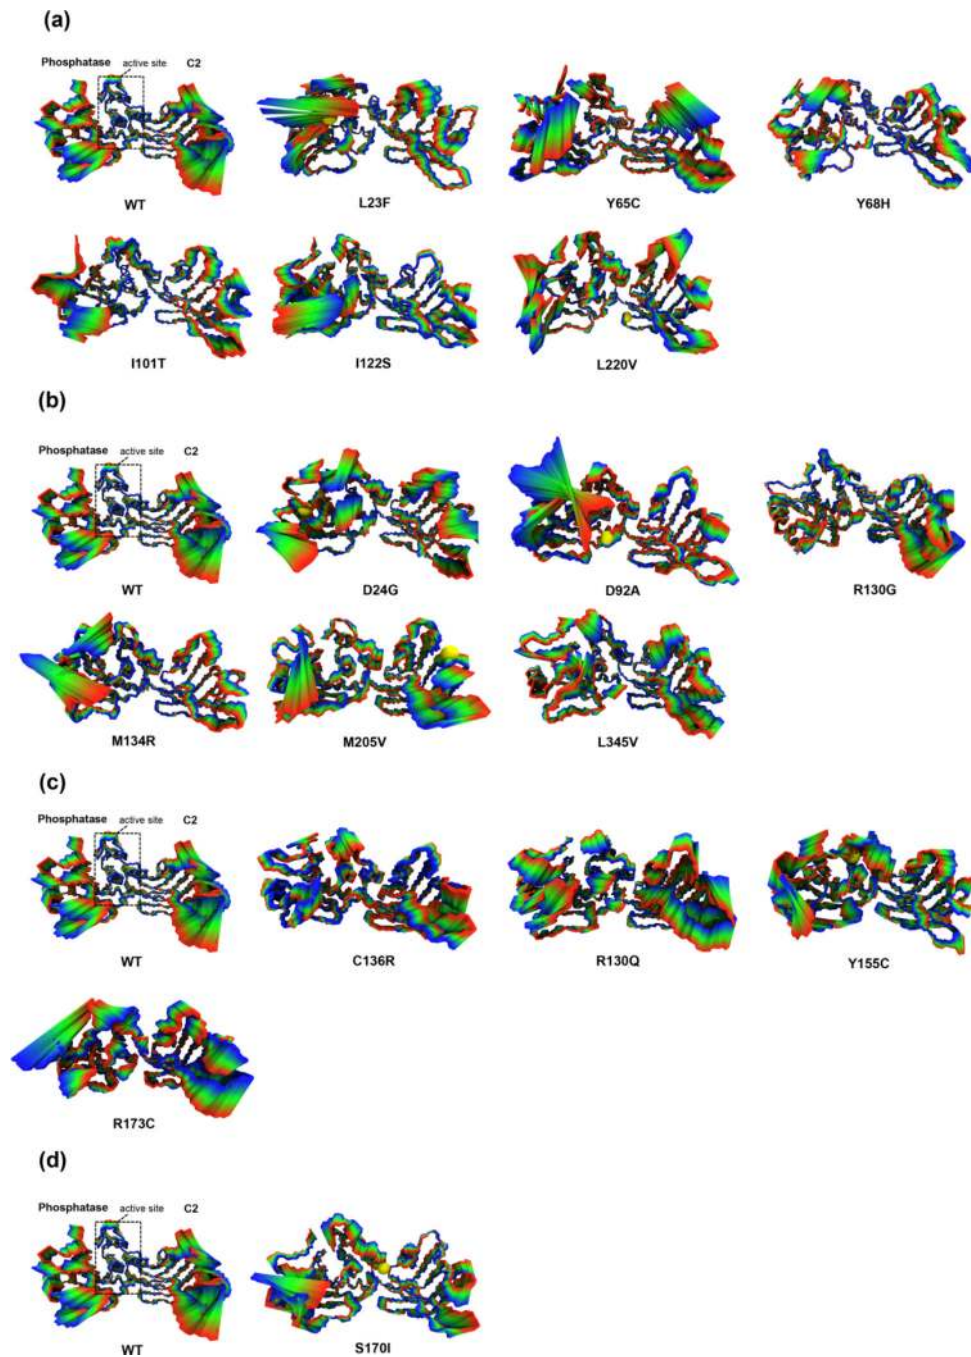 (a)
Phosphatase active site C2
WT L23F Y65C Y68H
I101T I122S L220V
(b)
Phosphatase active site C2
WT D24G D92A R130G
M134R M205V L345V
(c)
Phosphatase active site C2
WT C136R R130Q Y155C
R173C
(d)
Phosphatase active site C2
WT S170I